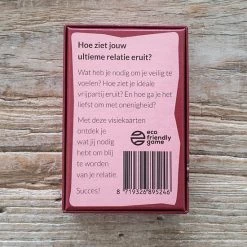 Hoe ziet jouw
ultieme relatie eruit?
Wat heb je nodig om je veilig te
voelen? Hoe ziet je ideale
vrijpartij eruit? En hoe ga je het
liefst om met onenigheid?
Met deze visiekaarten
ontdek je
wat jij nodig
hebt om blij
te worden
van je relatie.
Succes!
eco
friendly
game
8 719326 895246